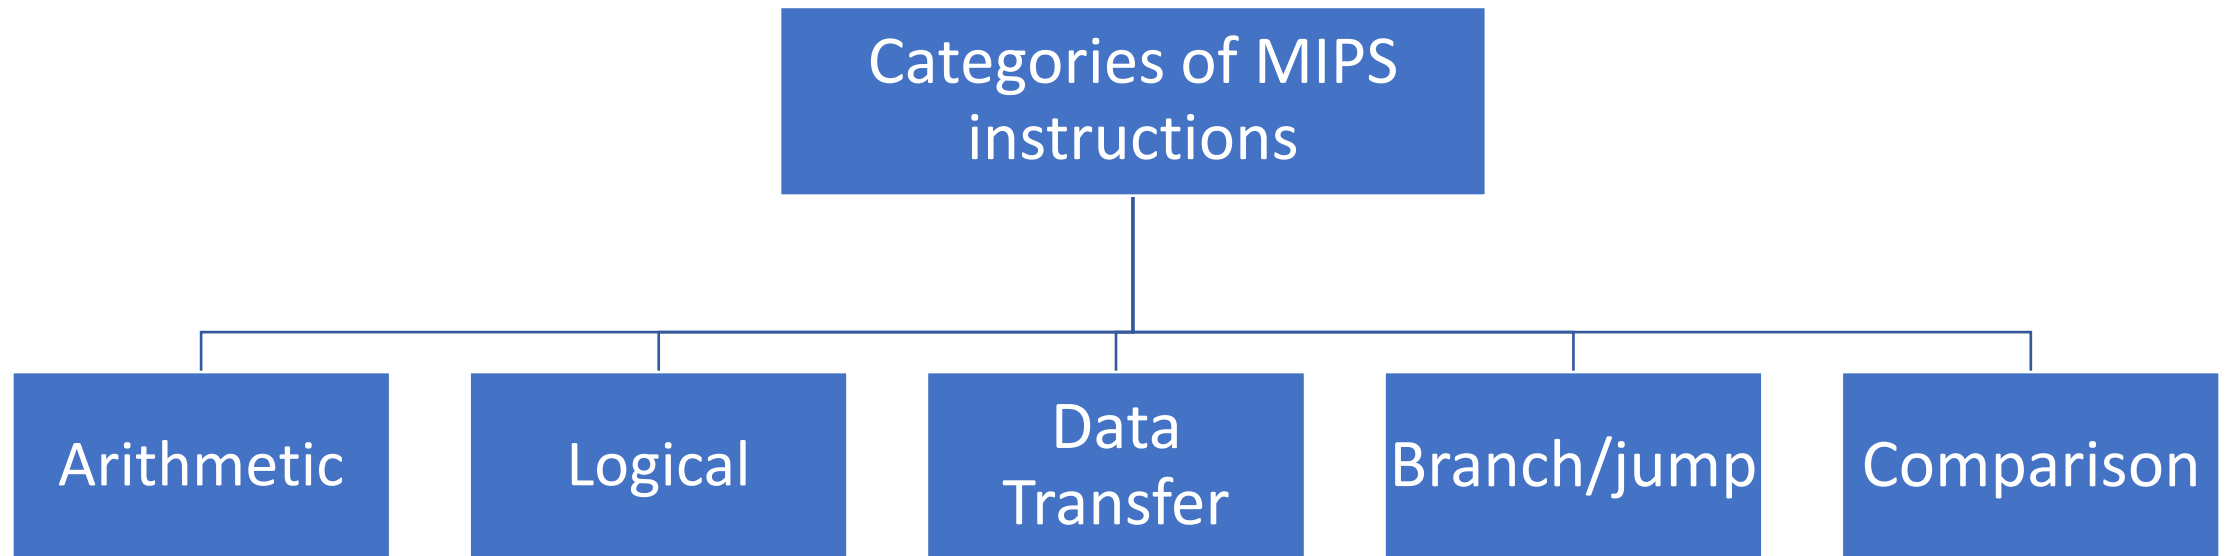 Categories of MIPS
instructions
Arithmetic
Logical
Data
Transfer
Branch/jump
Comparison